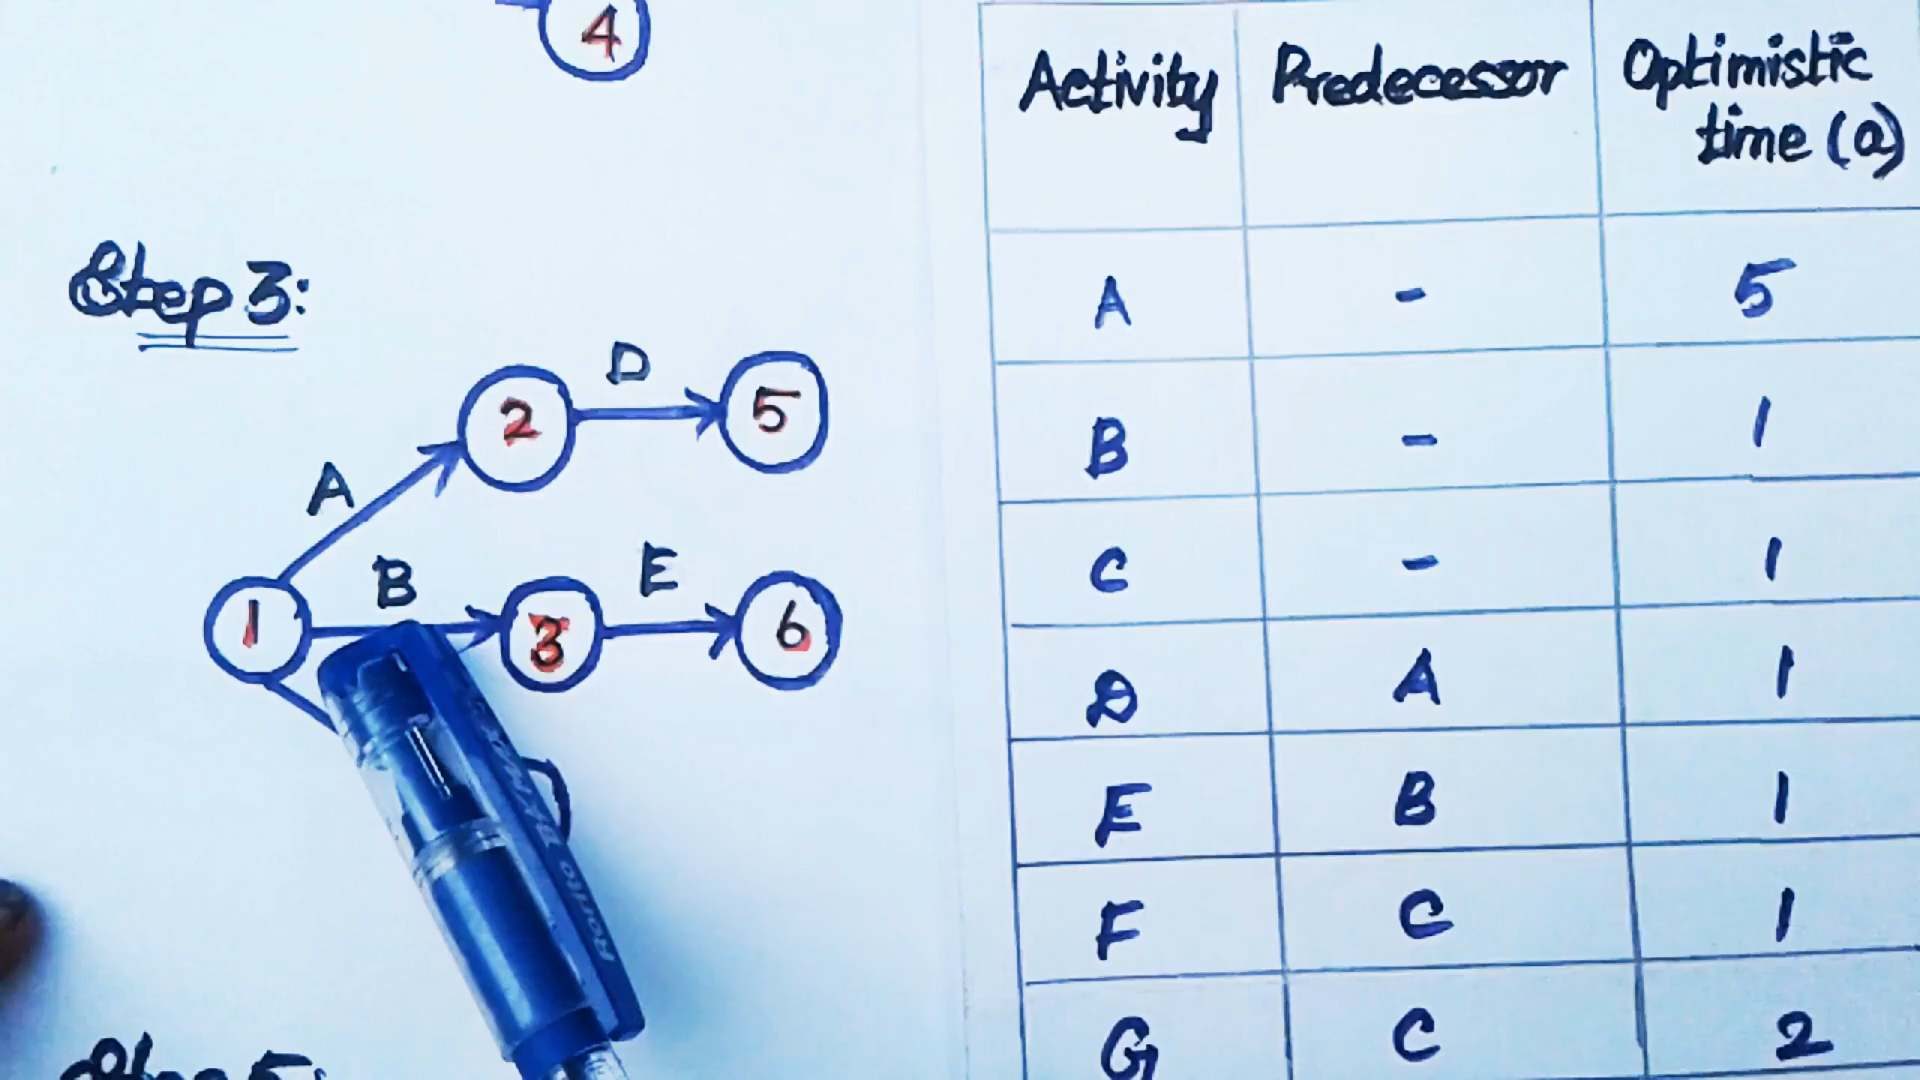 4
Step 3:
D
2
5
A
B
E
1
3
6
Activity Predecessor Optimistic time (a)
A - 5
B - 1
C - 1
D A 1
E B 1
F C 1
G C 2